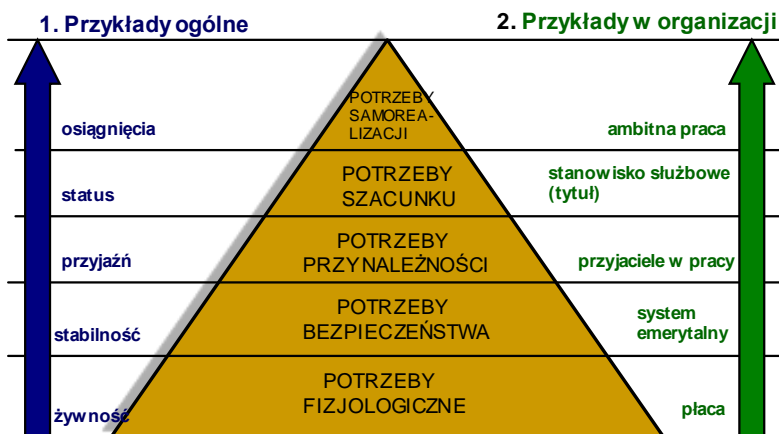 1. Przykłady ogólne
2. Przykłady w organizacji
osiągnięcia
POTRZEBY
SAMOREA-
LIZACJI
ambitna praca
status
POTRZEBY
SZACUNKU
stanowisko służbowe
(tytuł)
przyjaźń
POTRZEBY
PRZYNALEŻNOŚCI
przyjaciele w pracy
stabilność
POTRZEBY
BEZPIECZEŃSTWA
system
emerytalny
żywność
POTRZEBY
FIZJOLOGICZNE
płaca